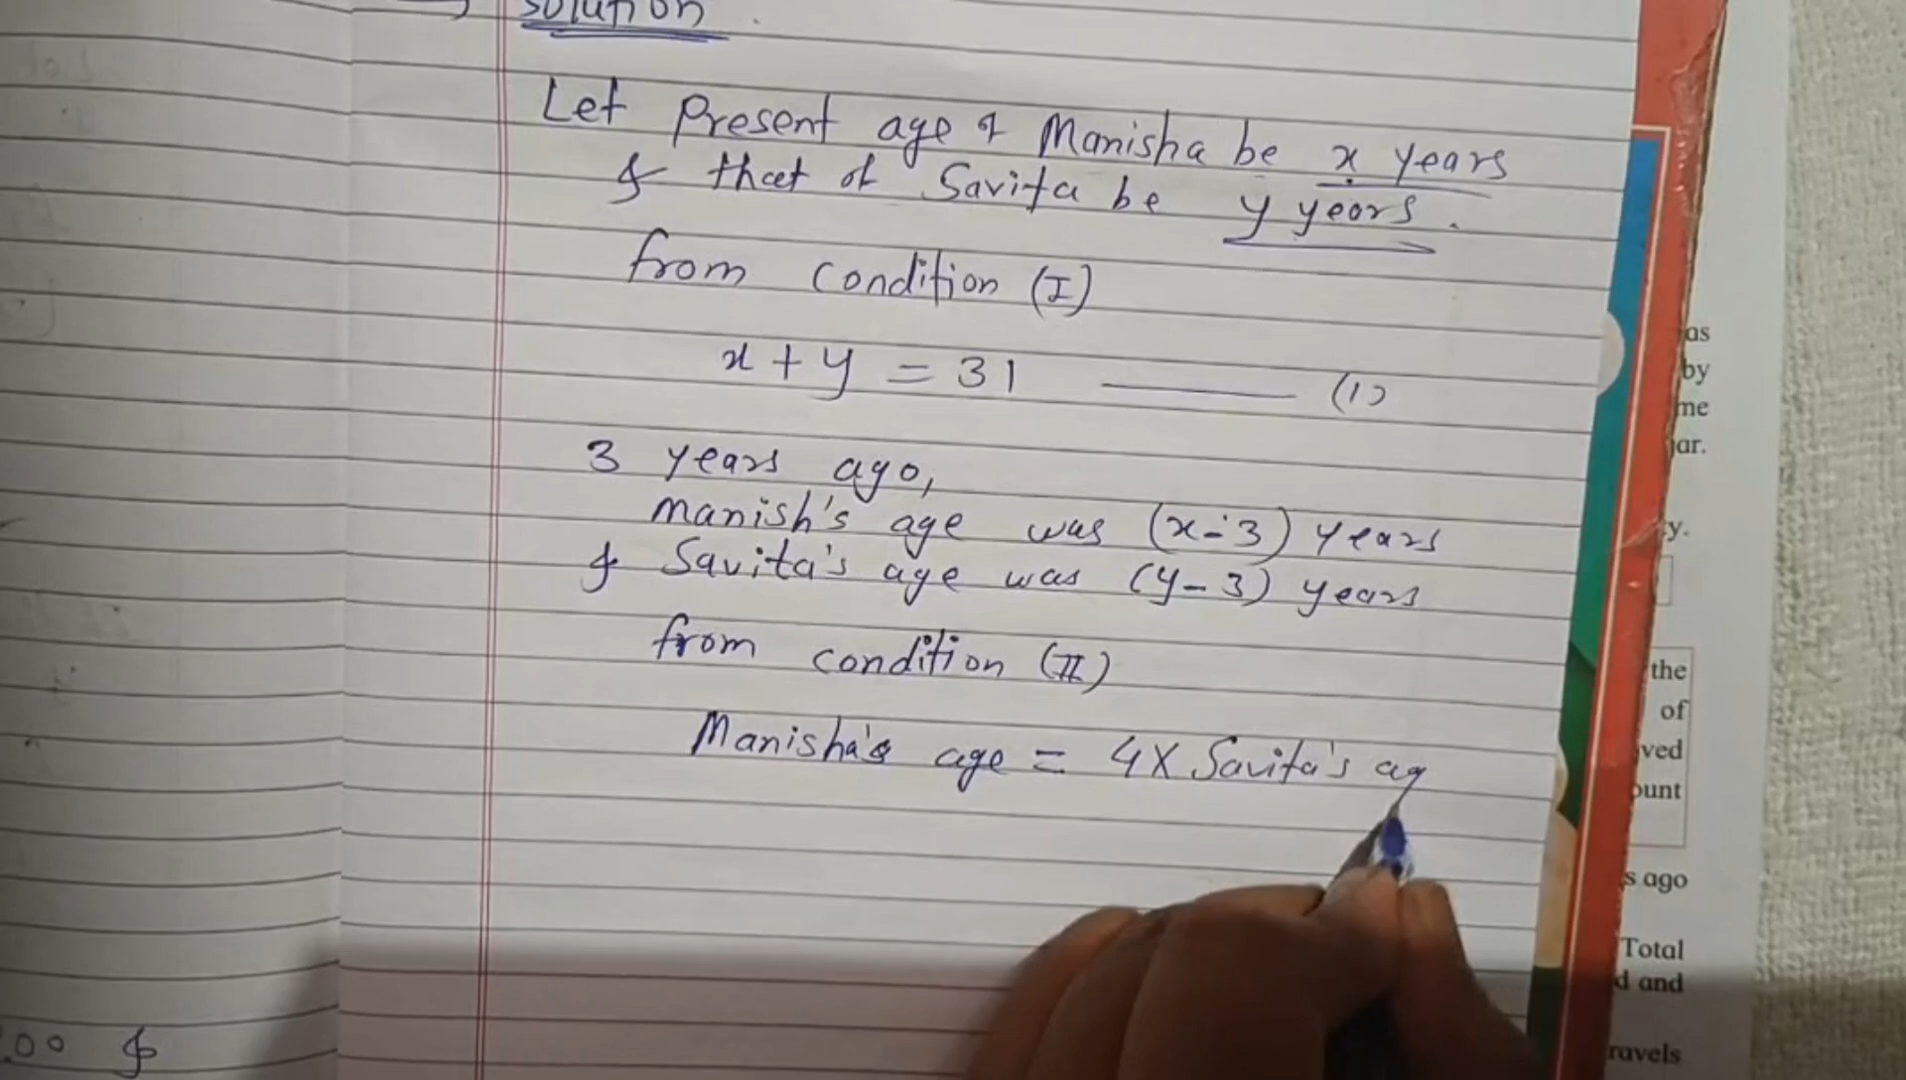 solution
Let Present age of Manisha be x years
& that of Savita be y years.
from condition (I)
x + y = 31 ——— (1)
3 years ago,
Manish's age was (x-3) years
& Savita's age was (y-3) years
from condition (II)
Manisha's age = 4 X Savita's ag
00 &
as
by
me
ar.
y.
the
of
ved
ount
s ago
Total
d and
ravels